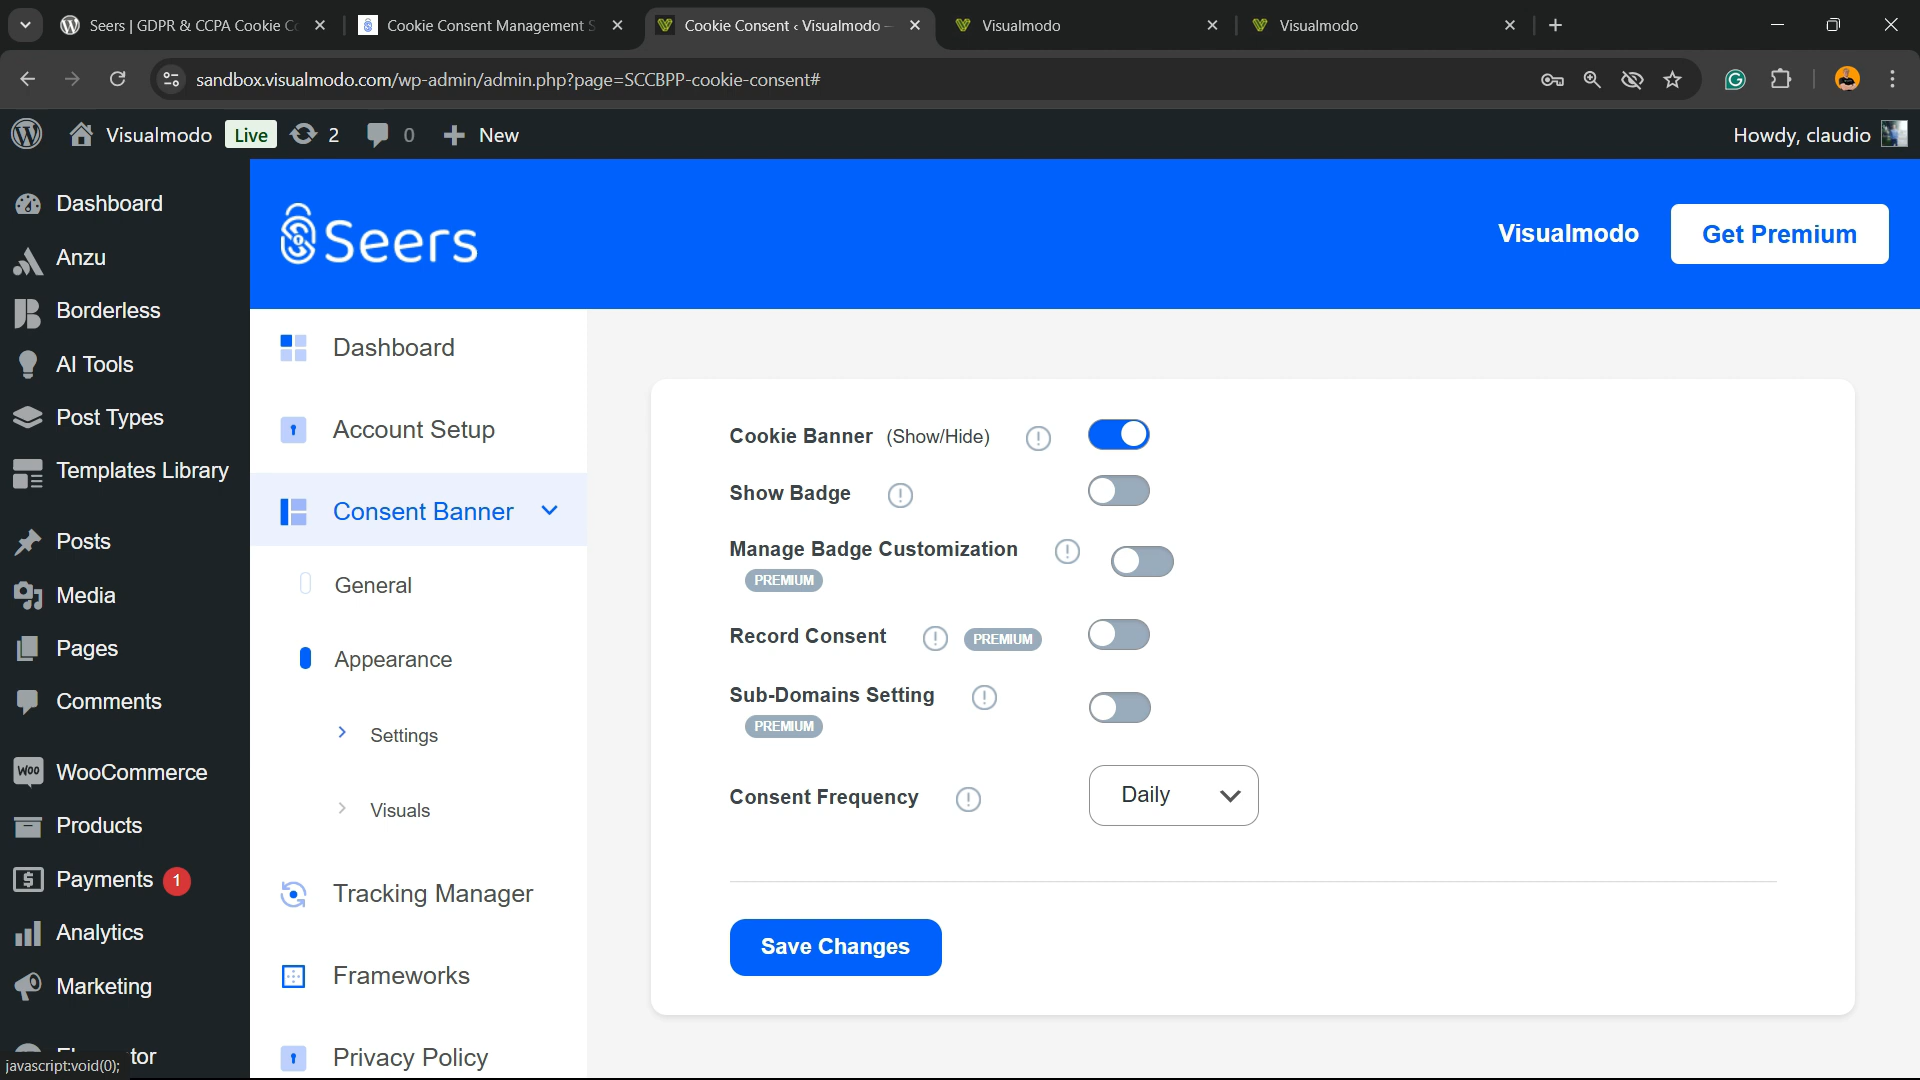 Seers | GDPR & CCPA Cookie Co
Cookie Consent Management S
Cookie Consent ‹ Visualmodo —
Visualmodo
Visualmodo
sandbox.visualmodo.com/wp-admin/admin.php?page=SCCBPP-cookie-consent#
Visualmodo
Live
2
0
New
Howdy, claudio
Dashboard
Anzu
Borderless
AI Tools
Post Types
Templates Library
Posts
Media
Pages
Comments
WooCommerce
Products
Payments 1
Analytics
Marketing
javascript:void(0);
Seers
Visualmodo
Get Premium
Dashboard
Account Setup
Consent Banner
General
Appearance
Settings
Visuals
Tracking Manager
Frameworks
Privacy Policy
Cookie Banner (Show/Hide)
Show Badge
Manage Badge Customization
PREMIUM
Record Consent PREMIUM
Sub-Domains Setting
PREMIUM
Consent Frequency
Daily
Save Changes